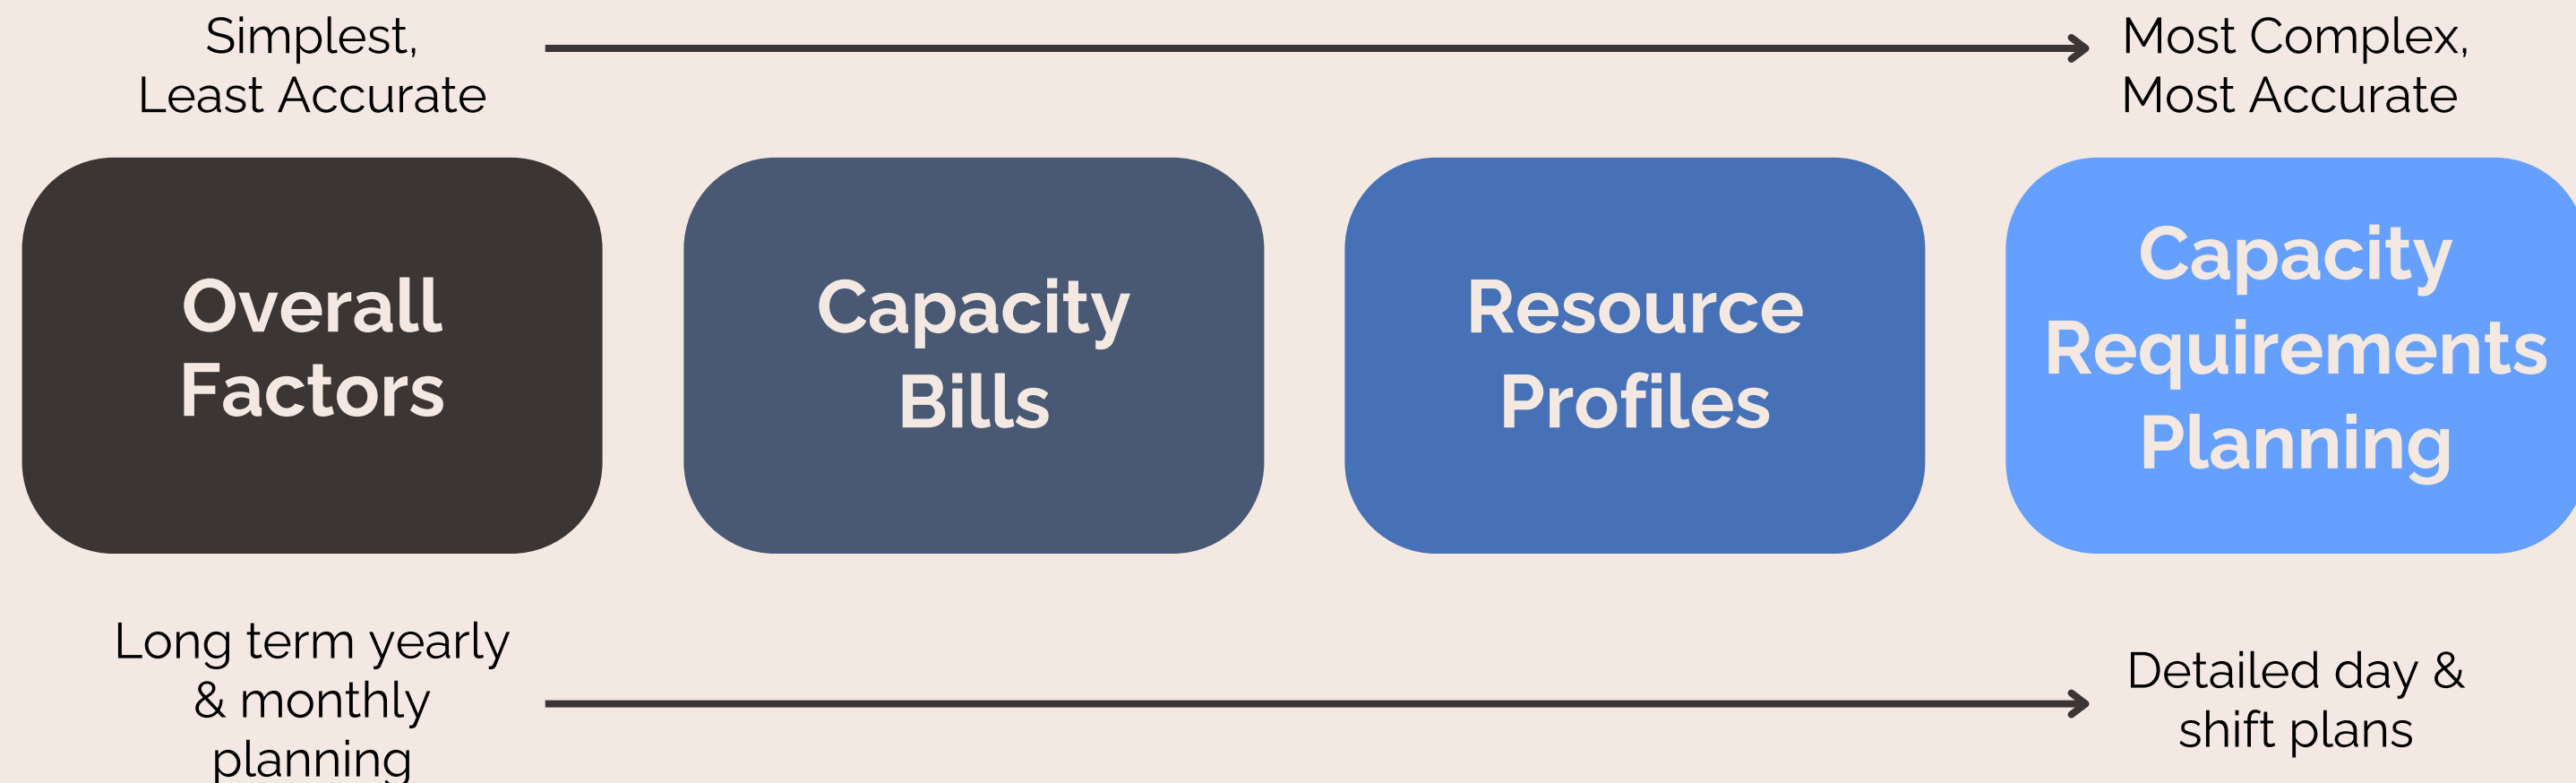 Simplest,
Least Accurate
Most Complex,
Most Accurate
Overall
Factors
Capacity
Bills
Resource
Profiles
Capacity
Requirements
Planning
Long term yearly
& monthly
planning
Detailed day &
shift plans